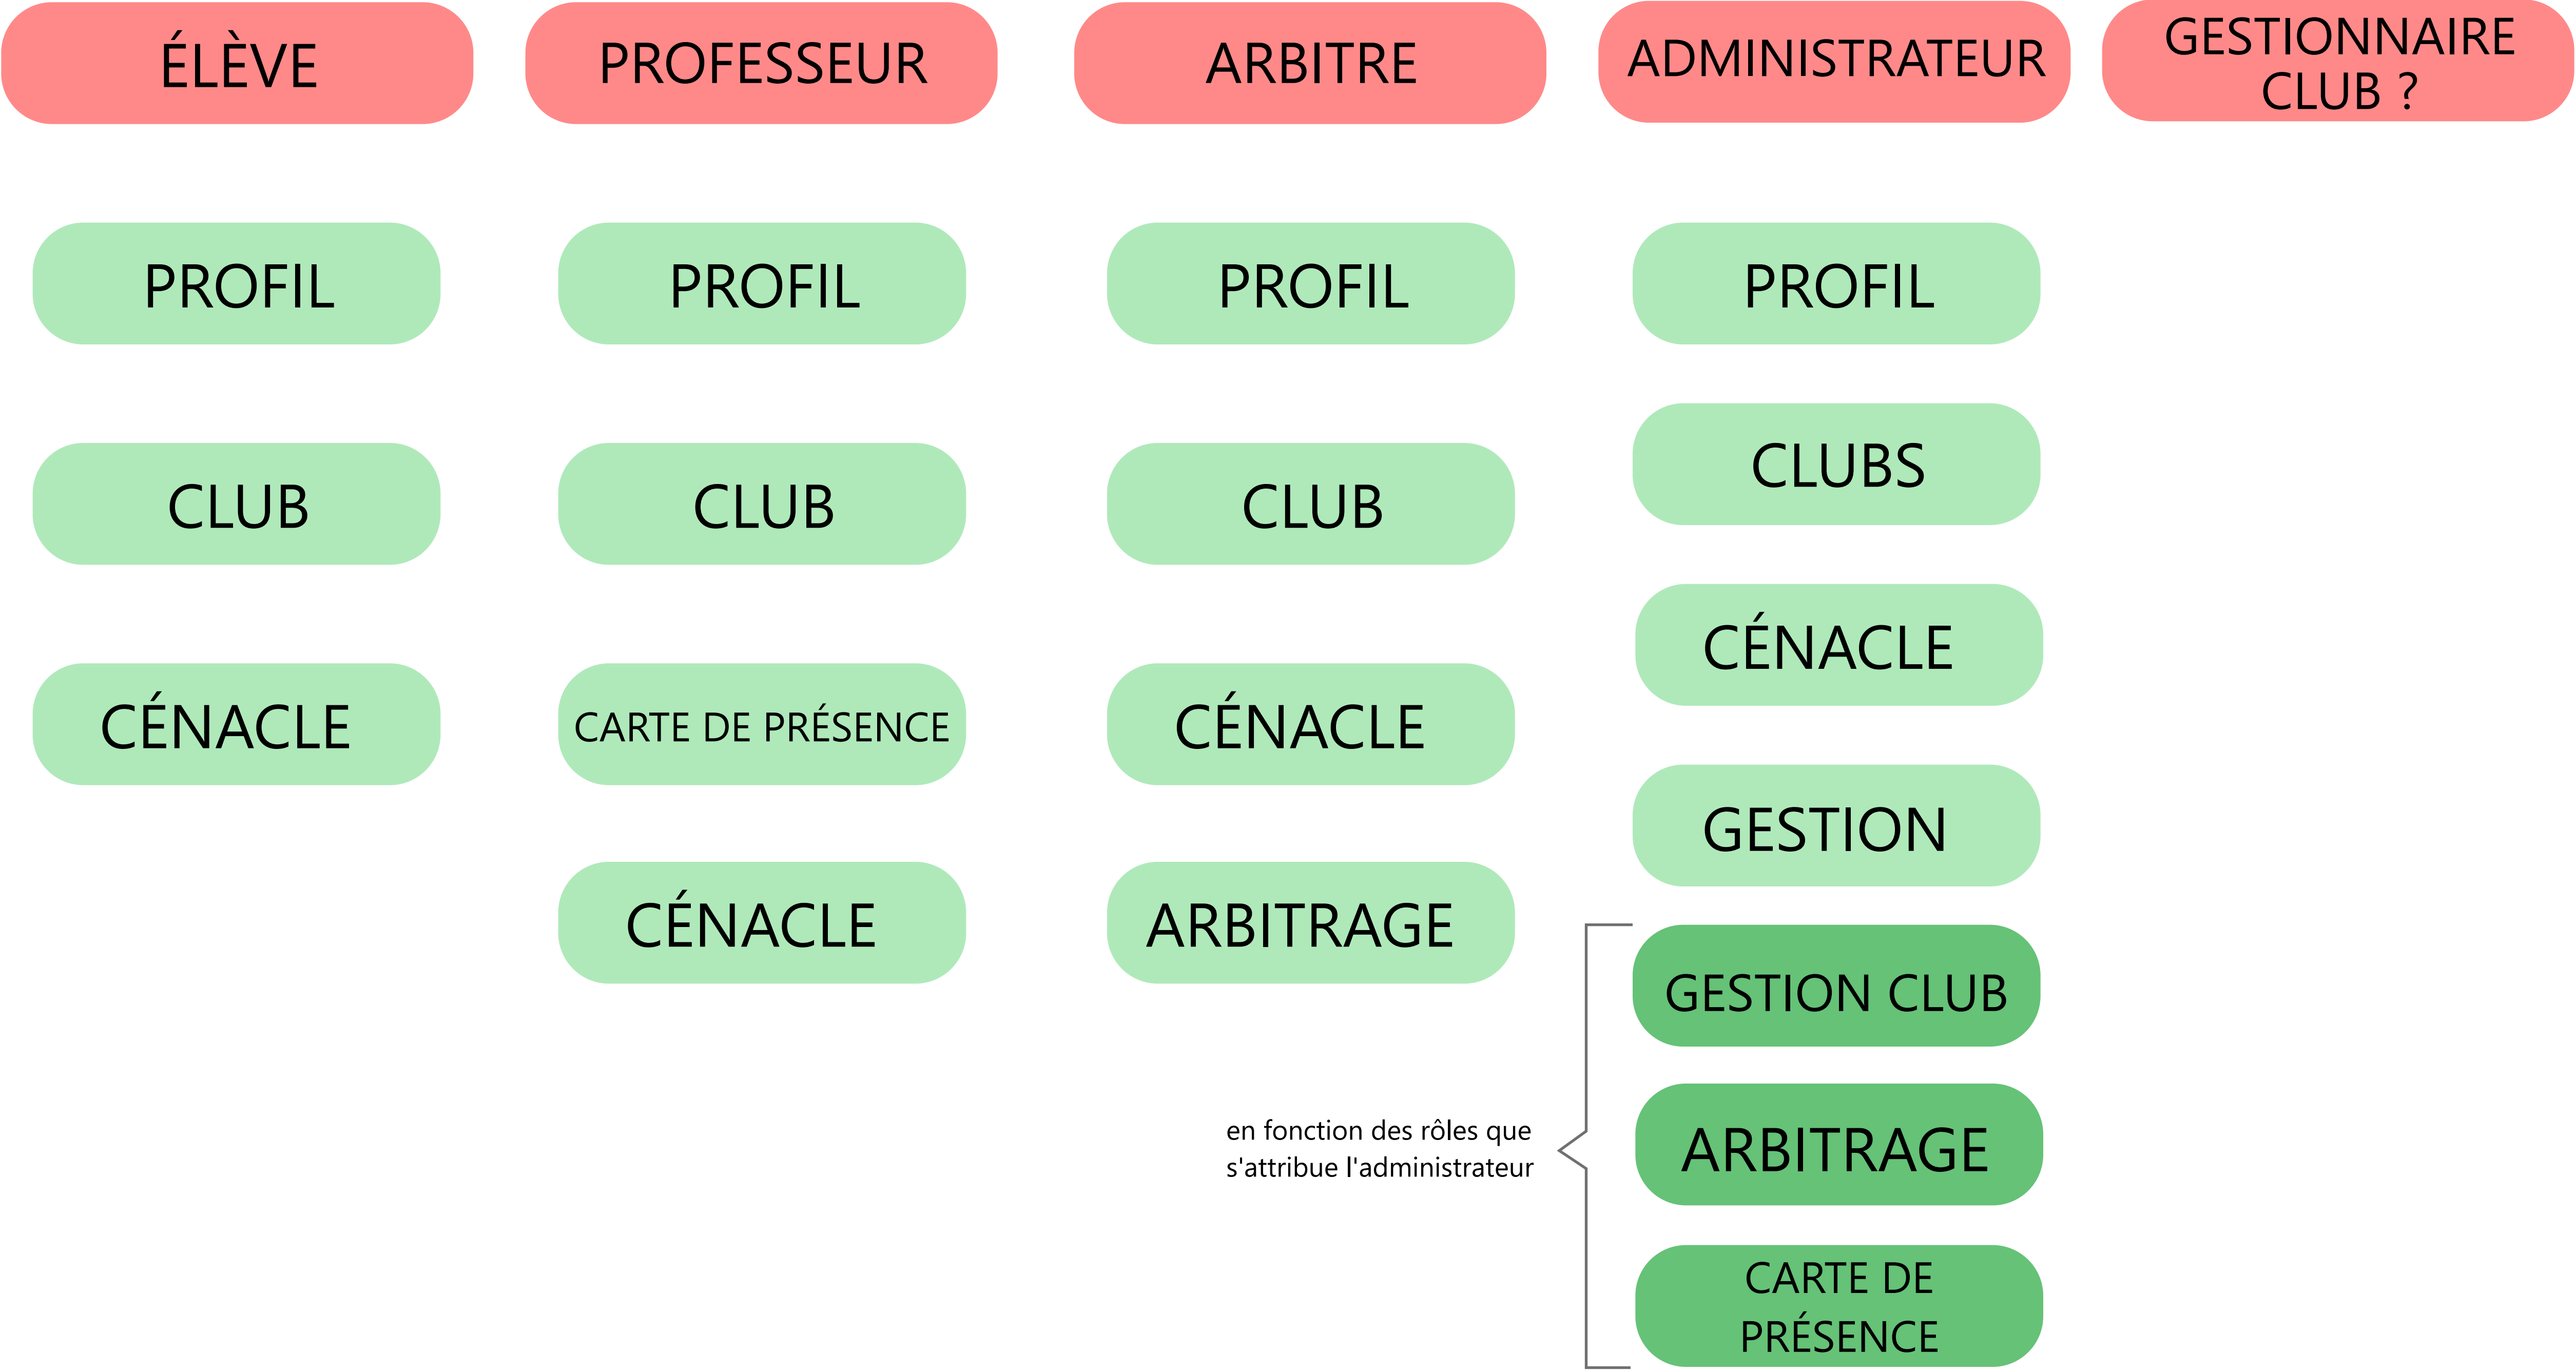 ÉLÈVE
PROFESSEUR
ARBITRE
ADMINISTRATEUR
GESTIONNAIRE
CLUB ?
PROFIL
PROFIL
PROFIL
PROFIL
CLUB
CLUB
CLUB
CLUBS
CÉNACLE
CARTE DE PRÉSENCE
CÉNACLE
CÉNACLE
CÉNACLE
ARBITRAGE
GESTION
GESTION CLUB
en fonction des rôles que
s'attribue l'administrateur
ARBITRAGE
CARTE DE
PRÉSENCE